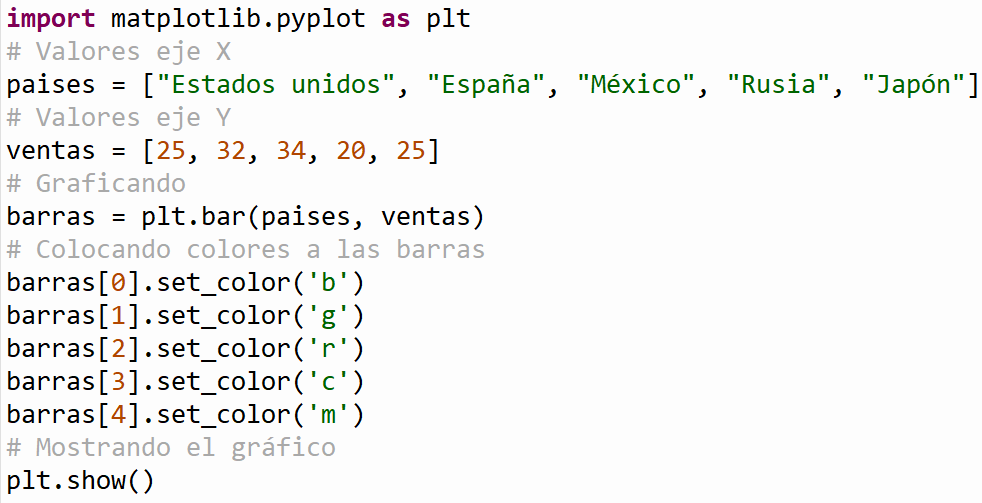 import matplotlib.pyplot as plt
# Valores eje X
paises = ["Estados unidos", "España", "México", "Rusia", "Japón"]
# Valores eje Y
ventas = [25, 32, 34, 20, 25]
# Graficando
barras = plt.bar(paises, ventas)
# Colocando colores a las barras
barras[0].set_color('b')
barras[1].set_color('g')
barras[2].set_color('r')
barras[3].set_color('c')
barras[4].set_color('m')
# Mostrando el gráfico
plt.show()